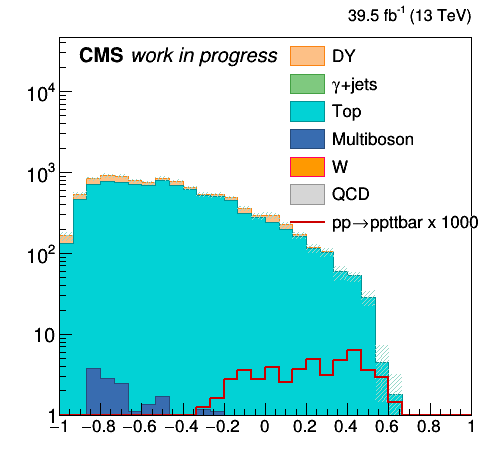 39.5 fb⁻¹ (13 TeV)
CMS work in progress
DY
γ+jets
Top
Multiboson
W
QCD
pp→ppttbar x 1000
10⁴
10³
10²
10
1
−1 −0.8 −0.6 −0.4 −0.2 0 0.2 0.4 0.6 0.8 1